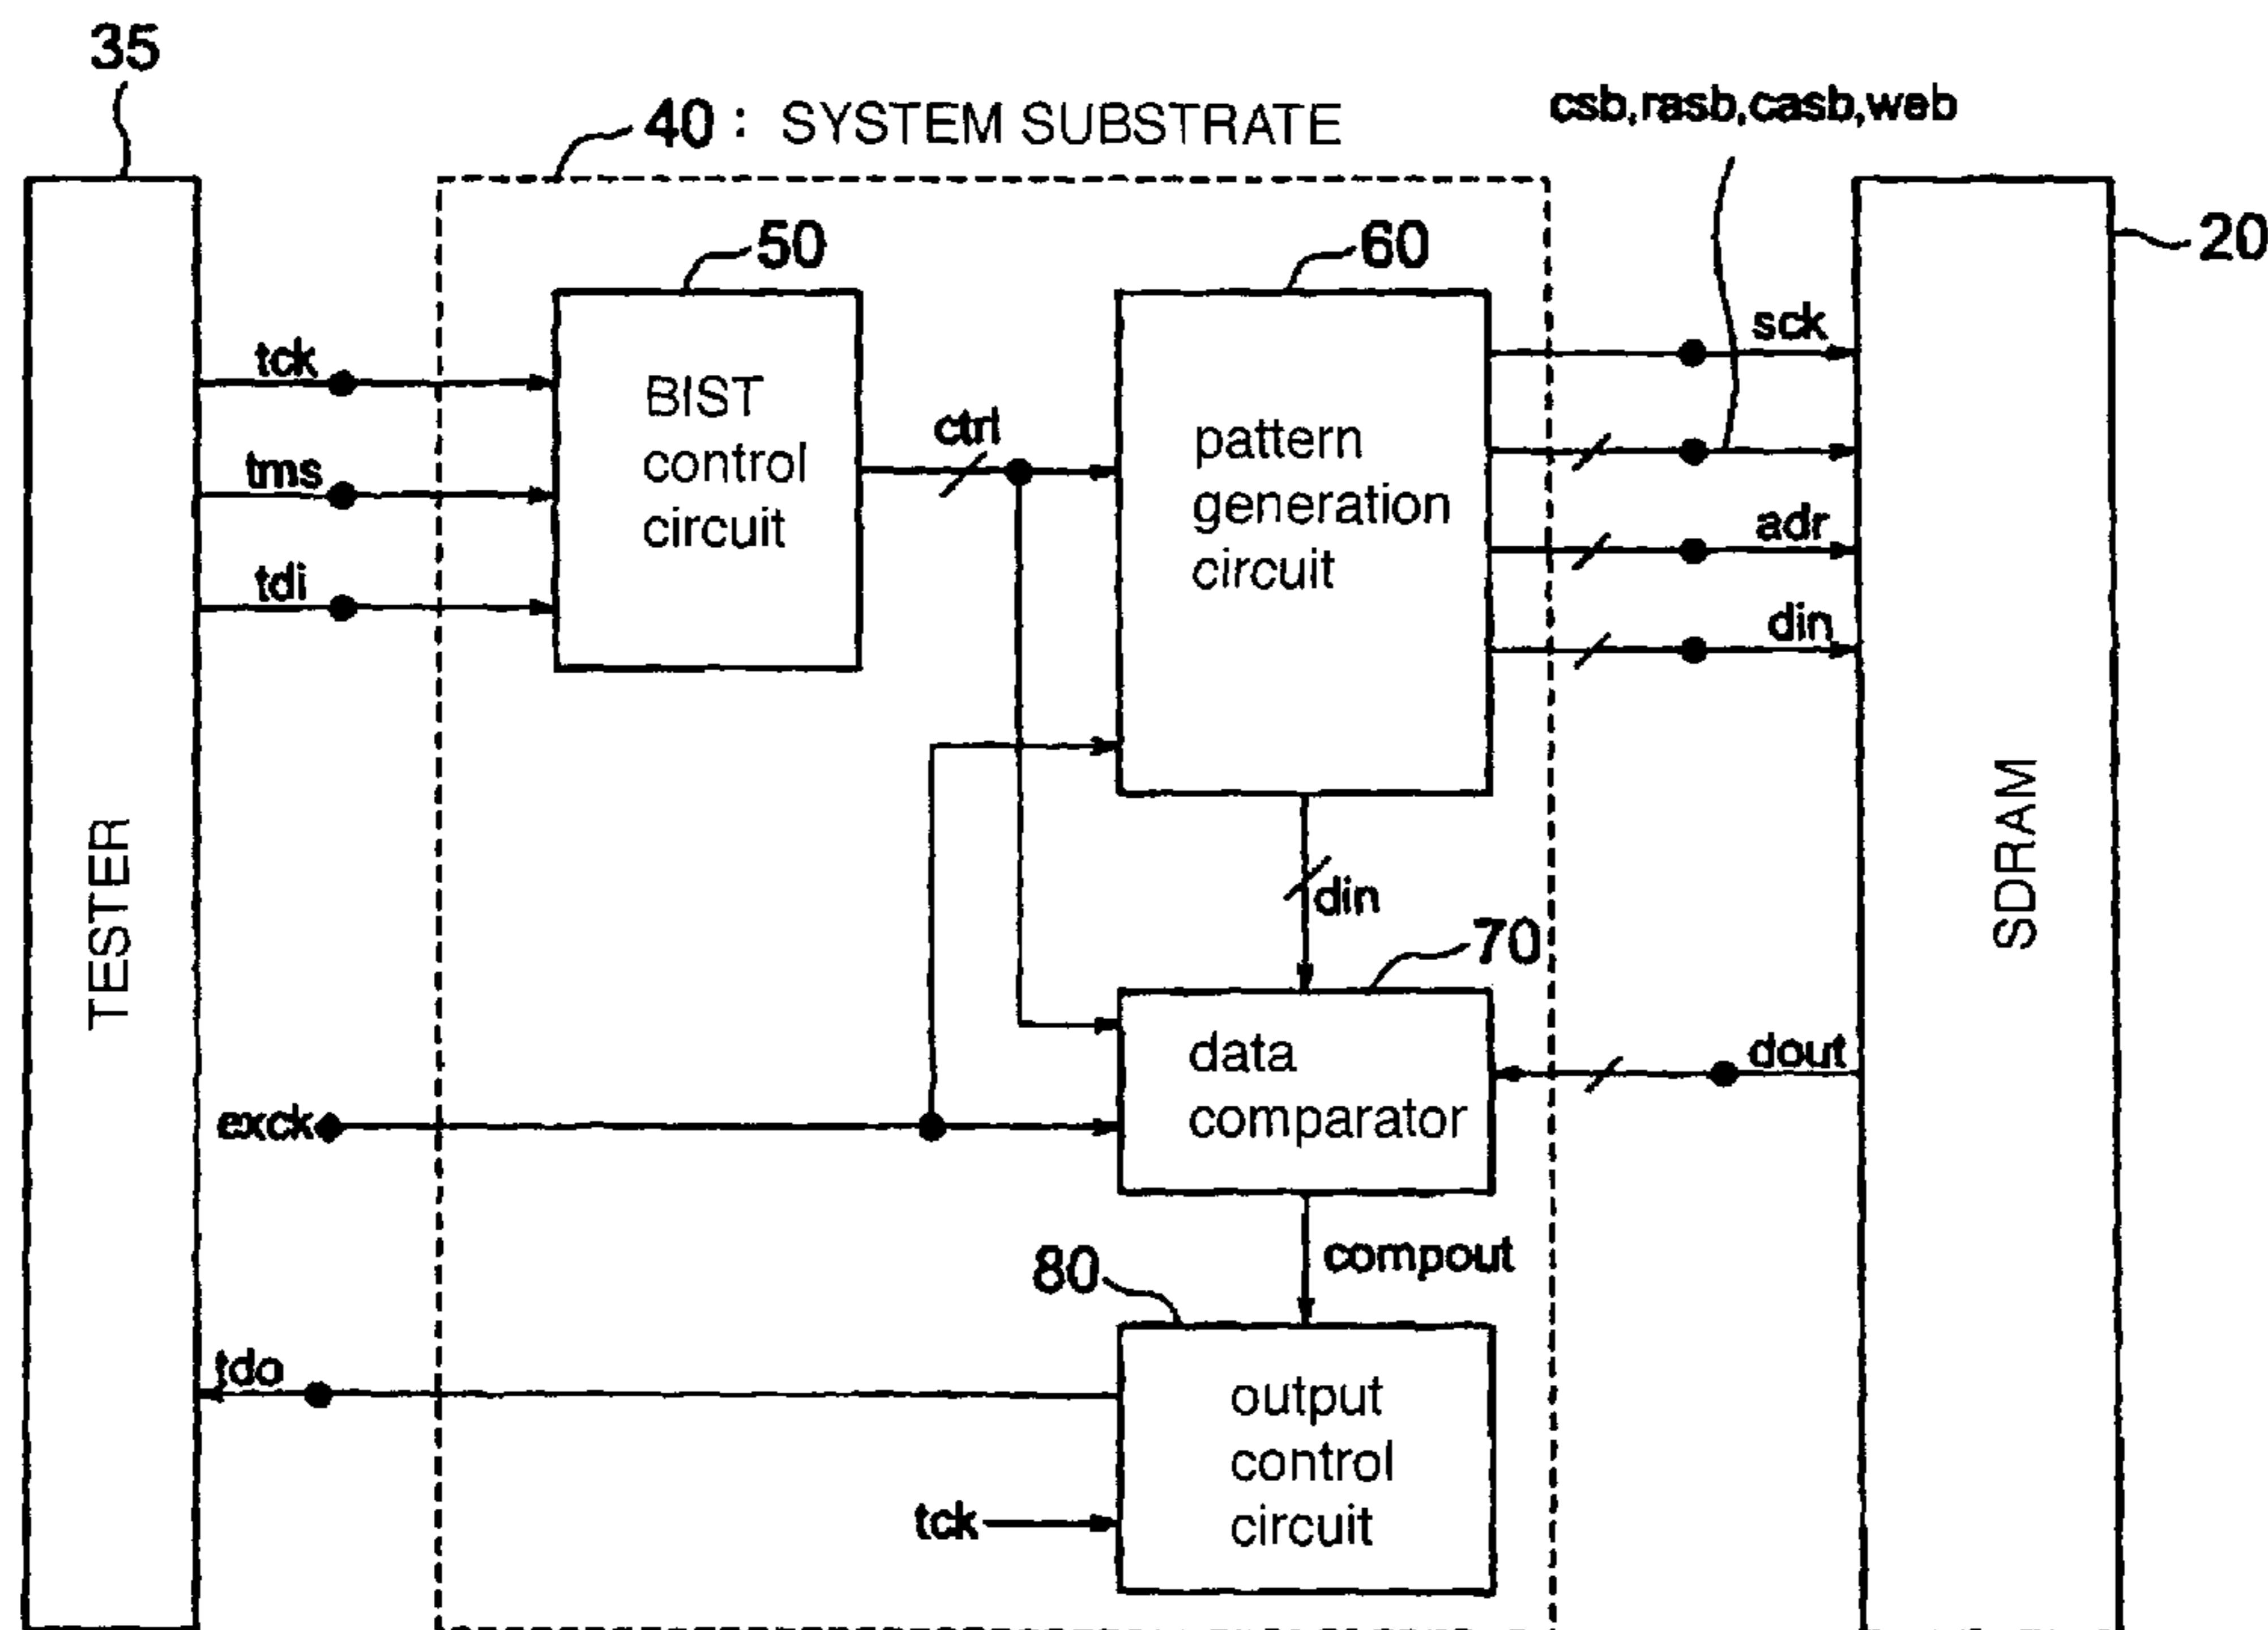 35
40 : SYSTEM SUBSTRATE
csb,rasb,casb,web
50
60
20
tck
tms
tdi
BIST
control
circuit
ctrl
pattern
generation
circuit
sck
adr
din
TESTER
SDRAM
din
70
data
comparator
dout
exck
compout
80
tdo
output
control
circuit
tck